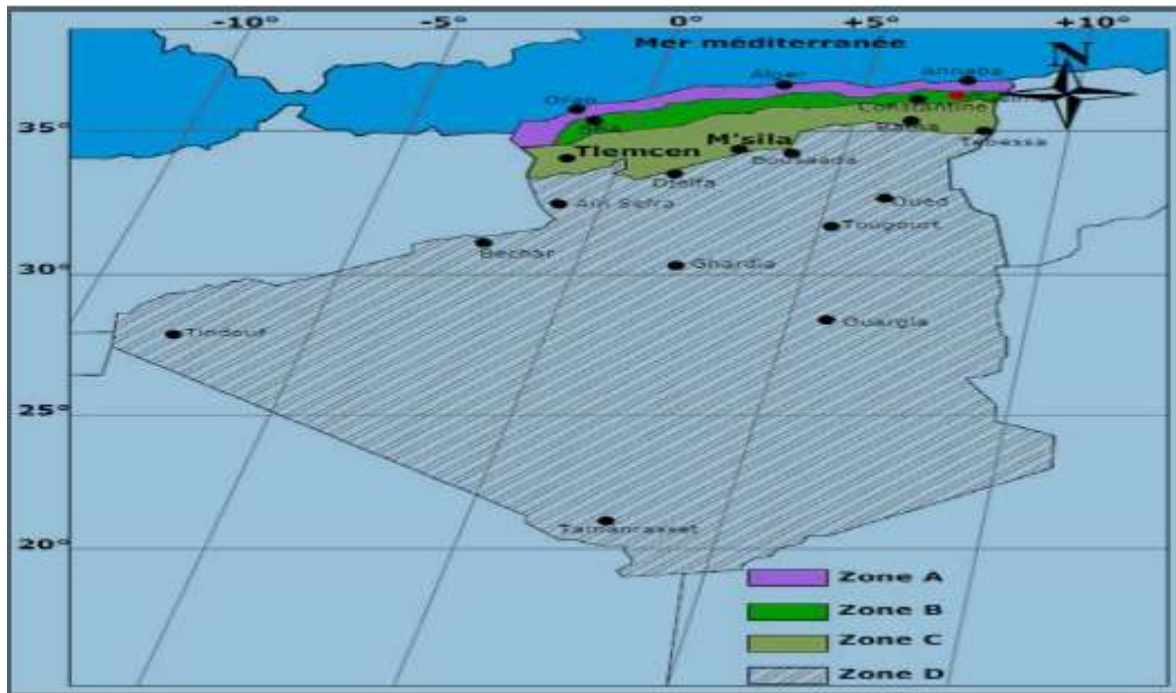 -10° -5° 0° +5° +10°
Mer méditerranée
N
Alger
Annaba
Oran
Constantine
35°
Batna
M'sila
Tebessa
Tlemcen
Bousaada
Djelfa
Ain Sefra
Oued
Tougourt
Bechar
30°
Ghardia
Ouargla
Tindouf
25°
Tamanrasset
20°
Zone A
Zone B
Zone C
Zone D